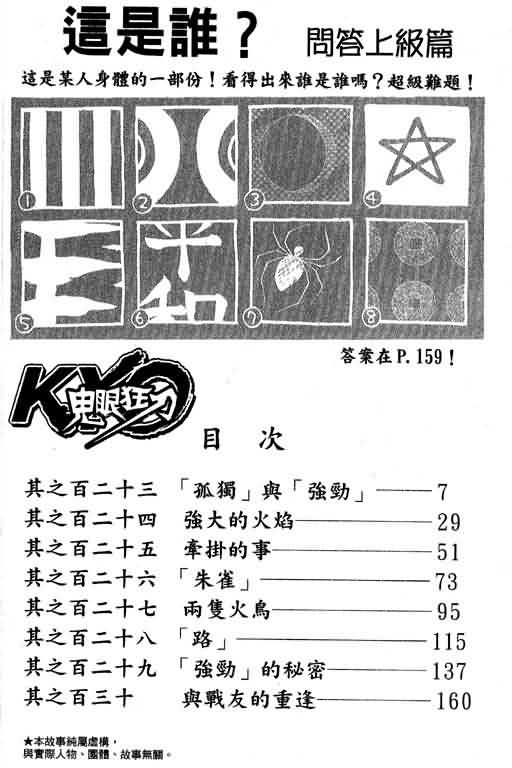 這是誰？ 問答上級篇
這是某人身體的一部份！看得出來誰是誰嗎？超級難題！
① ② ③ ④
平和
⑤ ⑥ ⑦ ⑧
答案在P. 159！
KYO
鬼眼狂刀
目次
其之百二十三 「孤獨」與「強勁」——7
其之百二十四 強大的火焰——29
其之百二十五 牽掛的事——51
其之百二十六 「朱雀」——73
其之百二十七 兩隻火鳥——95
其之百二十八 「路」——115
其之百二十九 「強勁」的秘密——137
其之百三十 與戰友的重逢——160
★本故事純屬虛構，
與實際人物、團體、故事無關。